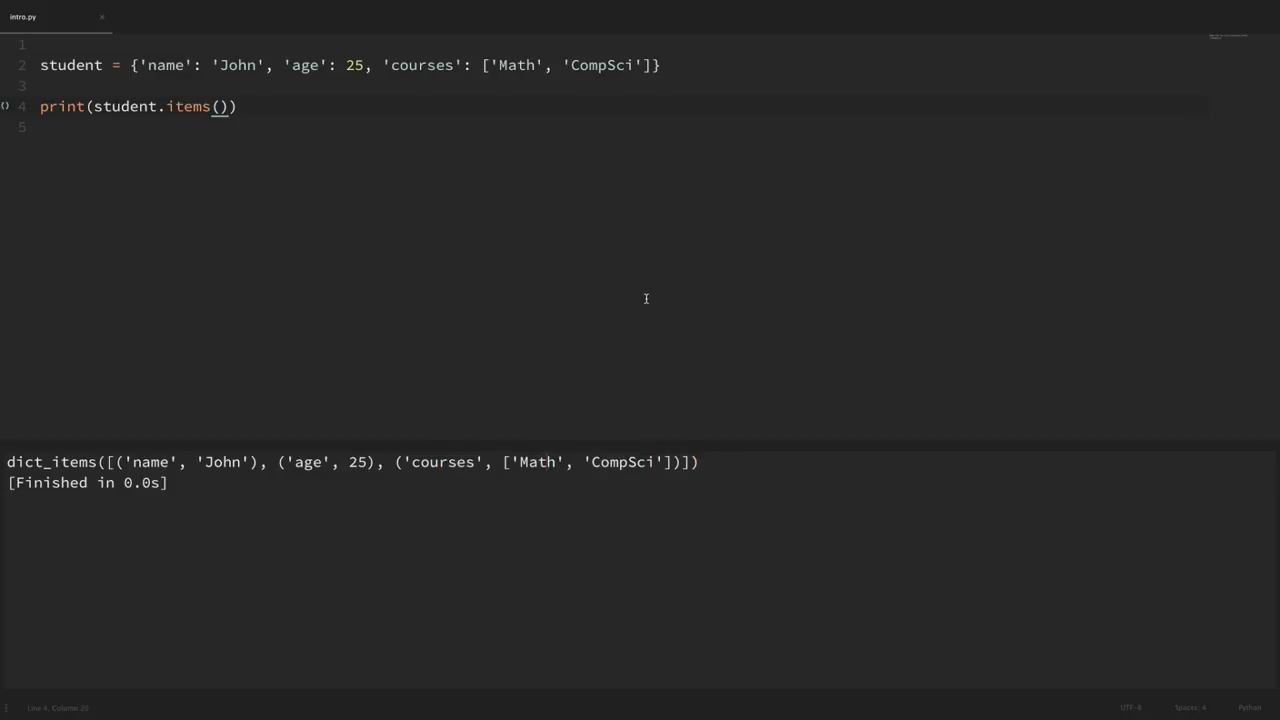 intro.py ×
1
2 student = {'name': 'John', 'age': 25, 'courses': ['Math', 'CompSci']}
3
() 4 print(student.items())
5
dict_items([('name', 'John'), ('age', 25), ('courses', ['Math', 'CompSci'])])
[Finished in 0.0s]
Line 4, Column 20 UTF-8 Spaces: 4 Python